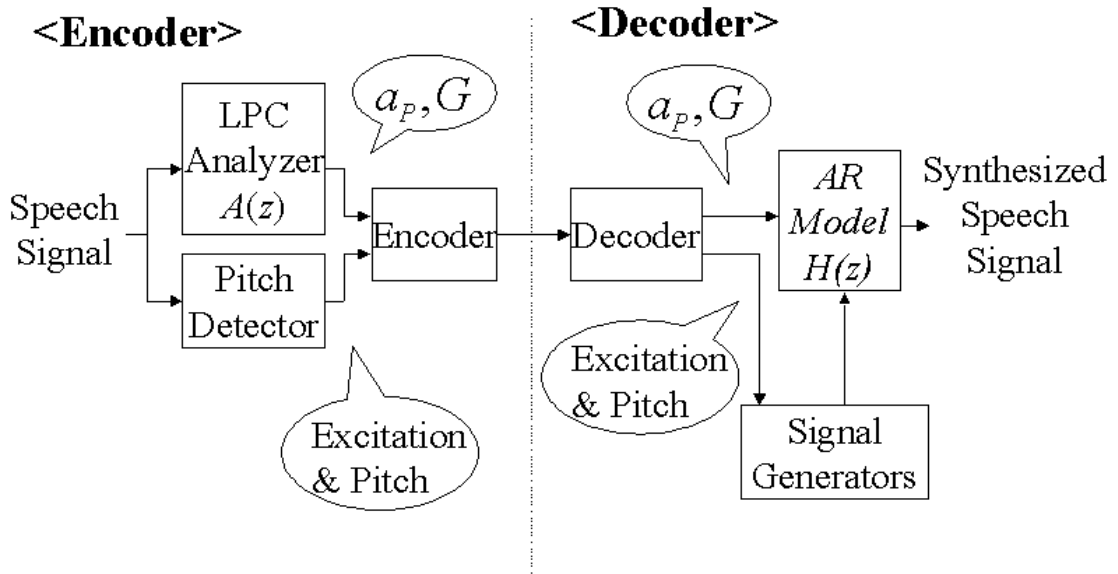 <Encoder>
<Decoder>
a_P, G
LPC
Analyzer
A(z)
Speech
Signal
Pitch
Detector
Encoder
Excitation
& Pitch
a_P, G
Decoder
AR
Model
H(z)
Synthesized
Speech
Signal
Excitation
& Pitch
Signal
Generators